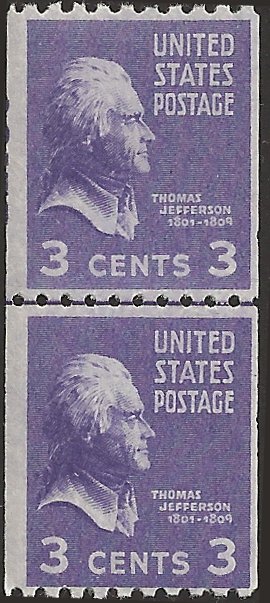 UNITED
STATES
POSTAGE
THOMAS
JEFFERSON
1801-1809
3 CENTS 3
UNITED
STATES
POSTAGE
THOMAS
JEFFERSON
1801-1809
3 CENTS 3